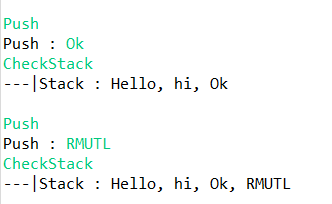 Push
Push : Ok
CheckStack
---|Stack : Hello, hi, Ok
Push
Push : RMUTL
CheckStack
---|Stack : Hello, hi, Ok, RMUTL